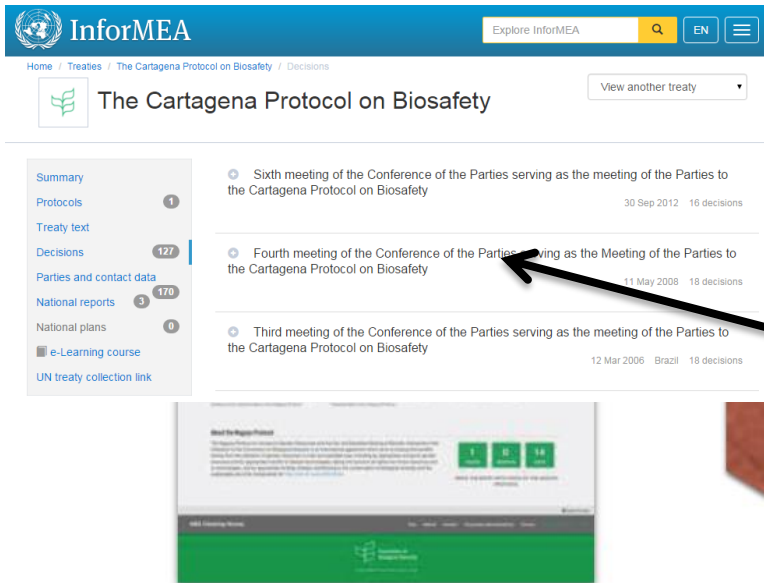 InforMEA
Explore InforMEA
EN
Home / Treaties / The Cartagena Protocol on Biosafety / Decisions
The Cartagena Protocol on Biosafety
View another treaty
Summary
Protocols 1
Treaty text
Decisions 127
Parties and contact data
National reports 3 170
National plans 0
e-Learning course
UN treaty collection link
Sixth meeting of the Conference of the Parties serving as the meeting of the Parties to
the Cartagena Protocol on Biosafety
30 Sep 2012 16 decisions
Fourth meeting of the Conference of the Parties serving as the Meeting of the Parties to
the Cartagena Protocol on Biosafety
11 May 2008 18 decisions
Third meeting of the Conference of the Parties serving as the meeting of the Parties to
the Cartagena Protocol on Biosafety
12 Mar 2006 Brazil 18 decisions
About the Nagoya Protocol
1 0 14